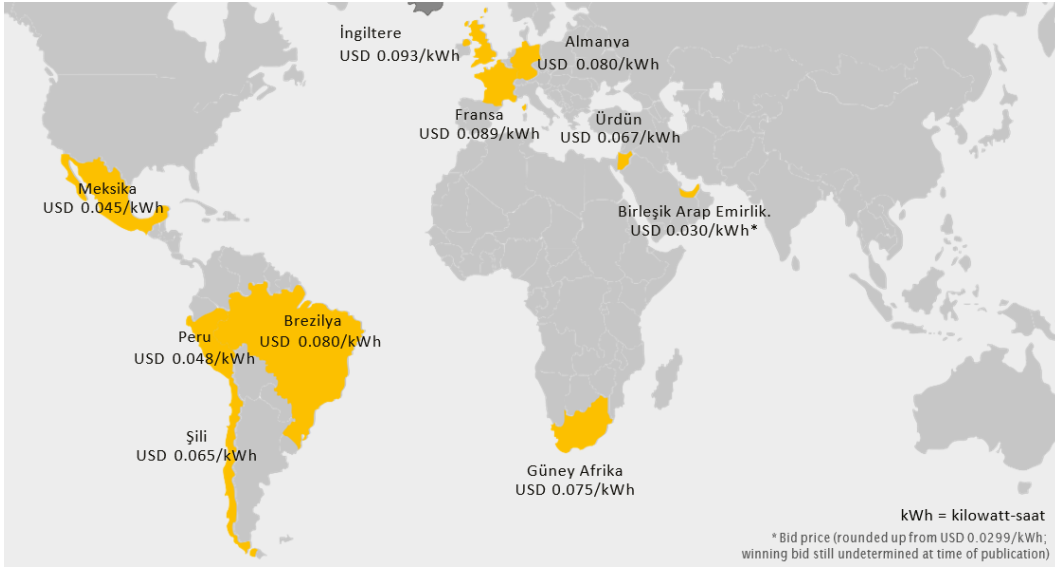 İngiltere
USD 0.093/kWh
Almanya
USD 0.080/kWh
Fransa
USD 0.089/kWh
Ürdün
USD 0.067/kWh
Meksika
USD 0.045/kWh
Birleşik Arap Emirlik.
USD 0.030/kWh*
Peru
USD 0.048/kWh
Brezilya
USD 0.080/kWh
Şili
USD 0.065/kWh
Güney Afrika
USD 0.075/kWh
kWh = kilowatt-saat
* Bid price (rounded up from USD 0.0299/kWh;
winning bid still undetermined at time of publication)